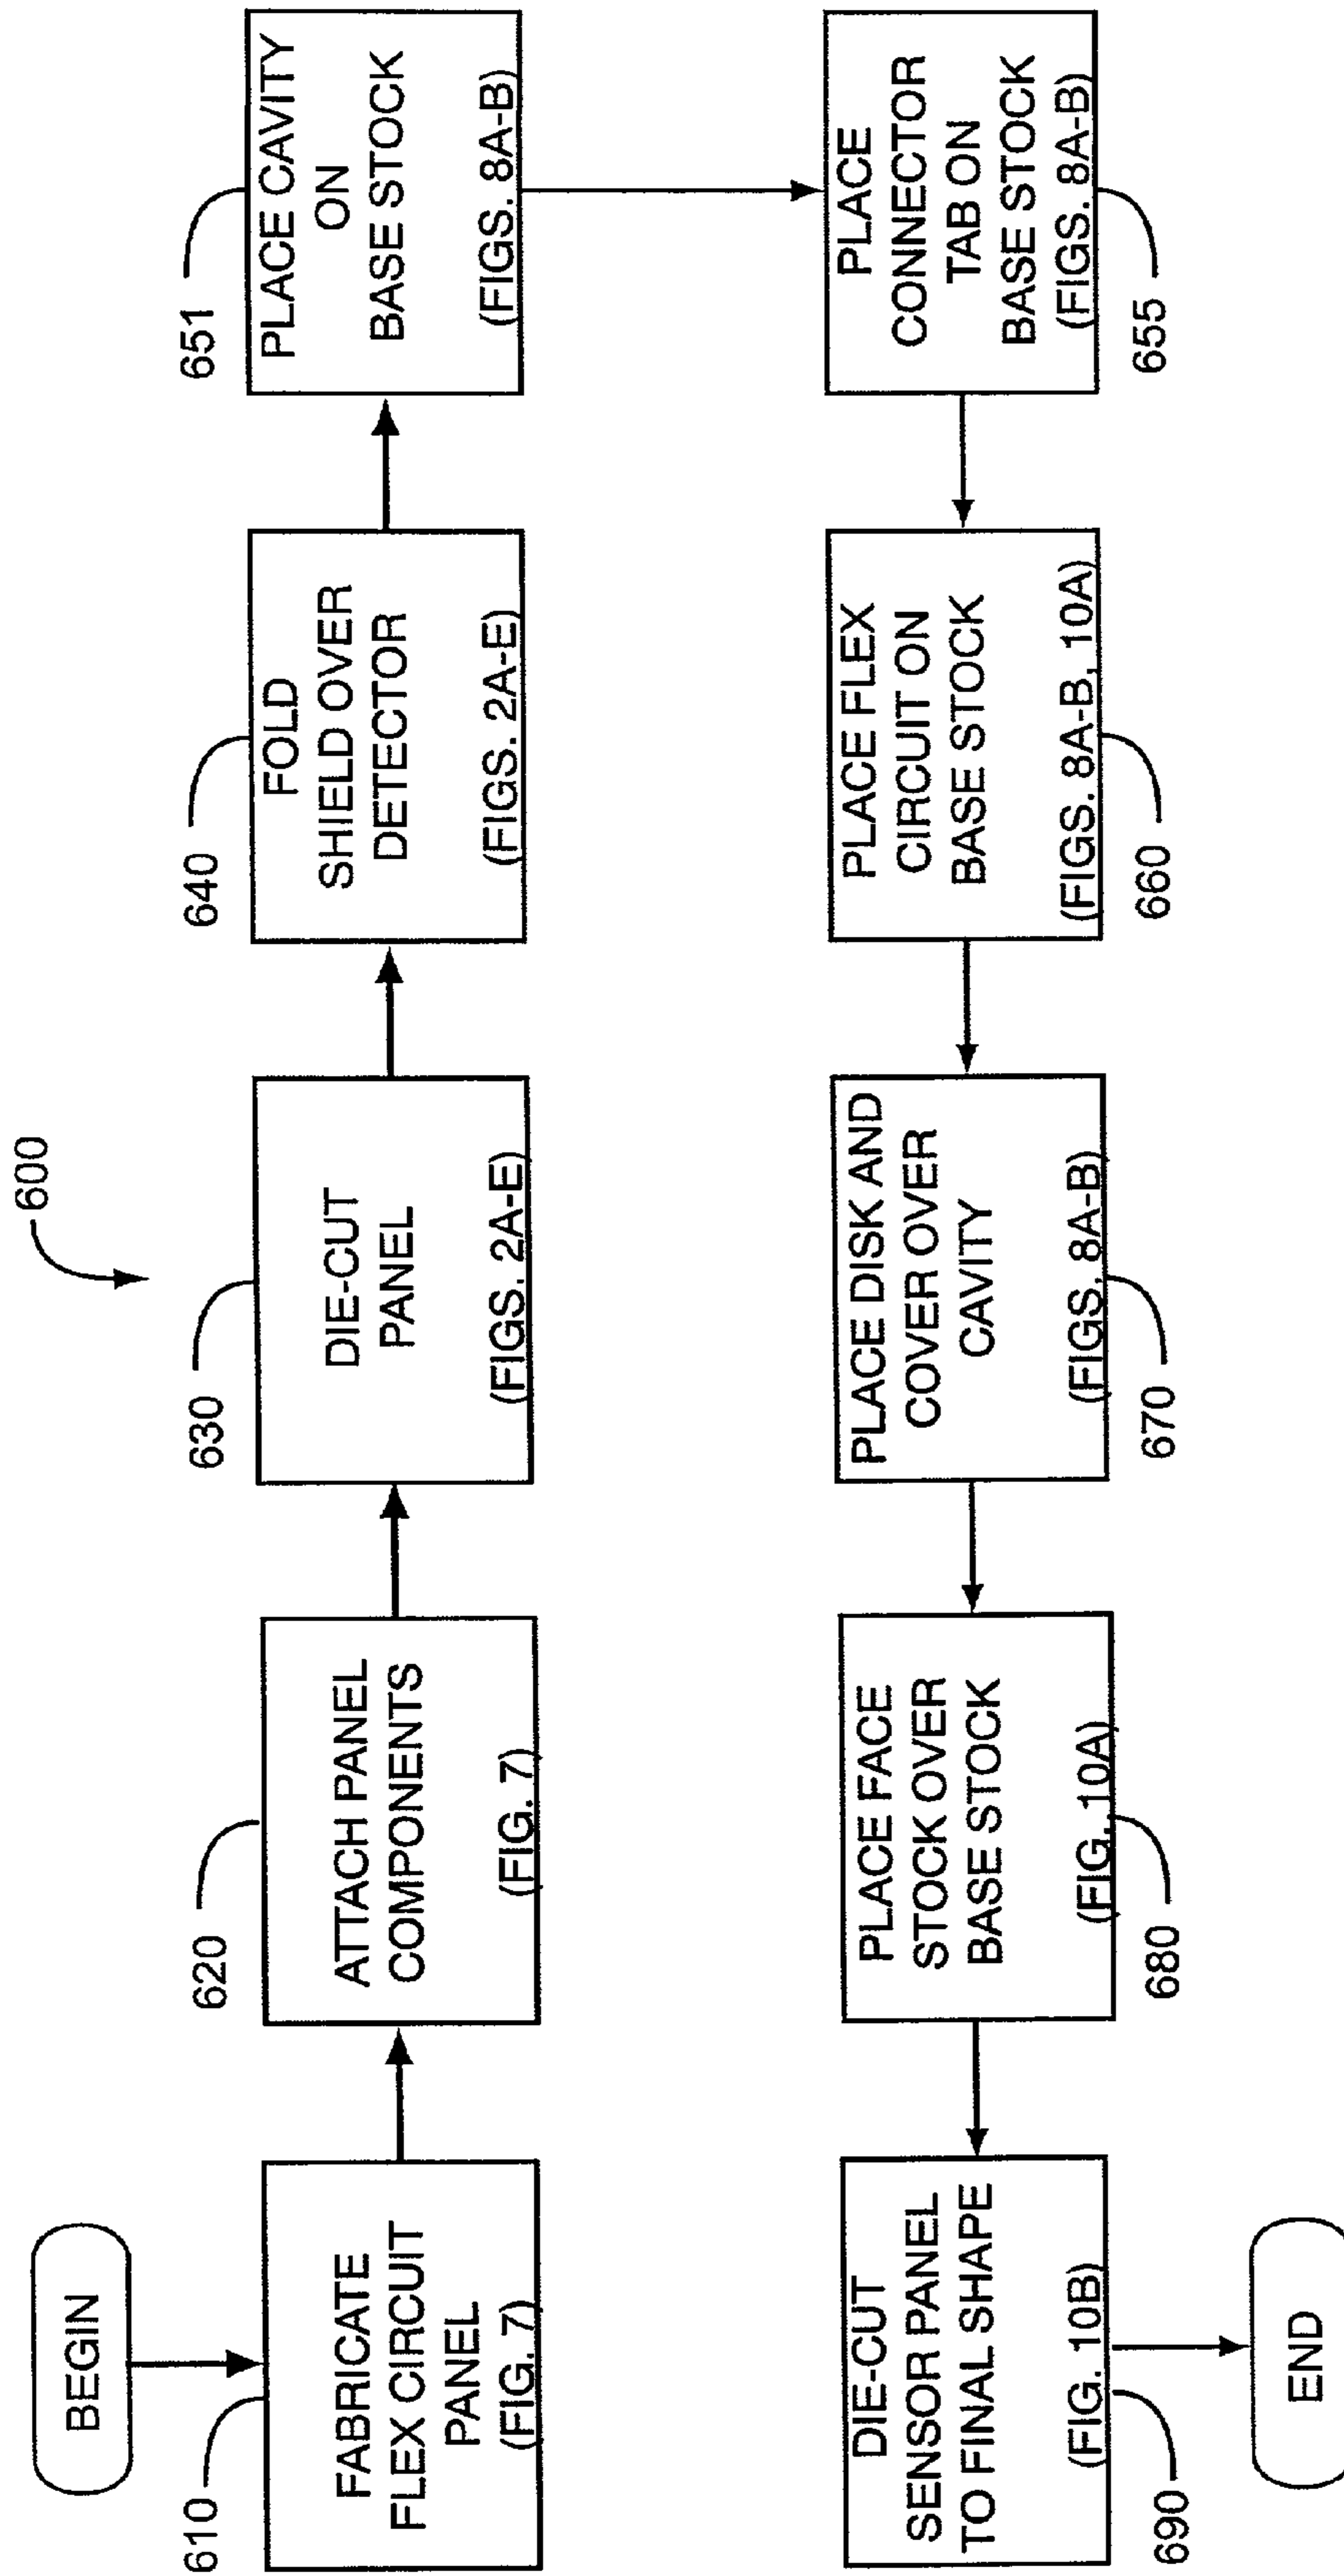 600
BEGIN
610
FABRICATE
FLEX CIRCUIT
PANEL
(FIG. 7)
620
ATTACH PANEL
COMPONENTS
(FIG. 7)
630
DIE-CUT
PANEL
(FIGS. 2A-E)
640
FOLD
SHIELD OVER
DETECTOR
(FIGS. 2A-E)
651
PLACE CAVITY
ON
BASE STOCK
(FIGS. 8A-B)
PLACE
CONNECTOR
TAB ON
BASE STOCK
(FIGS. 8A-B)
655
PLACE FLEX
CIRCUIT ON
BASE STOCK
(FIGS. 8A-B, 10A)
660
PLACE DISK AND
COVER OVER
CAVITY
(FIGS. 8A-B)
670
PLACE FACE
STOCK OVER
BASE STOCK
(FIG. 10A)
680
DIE-CUT
SENSOR PANEL
TO FINAL SHAPE
(FIG. 10B)
690
END